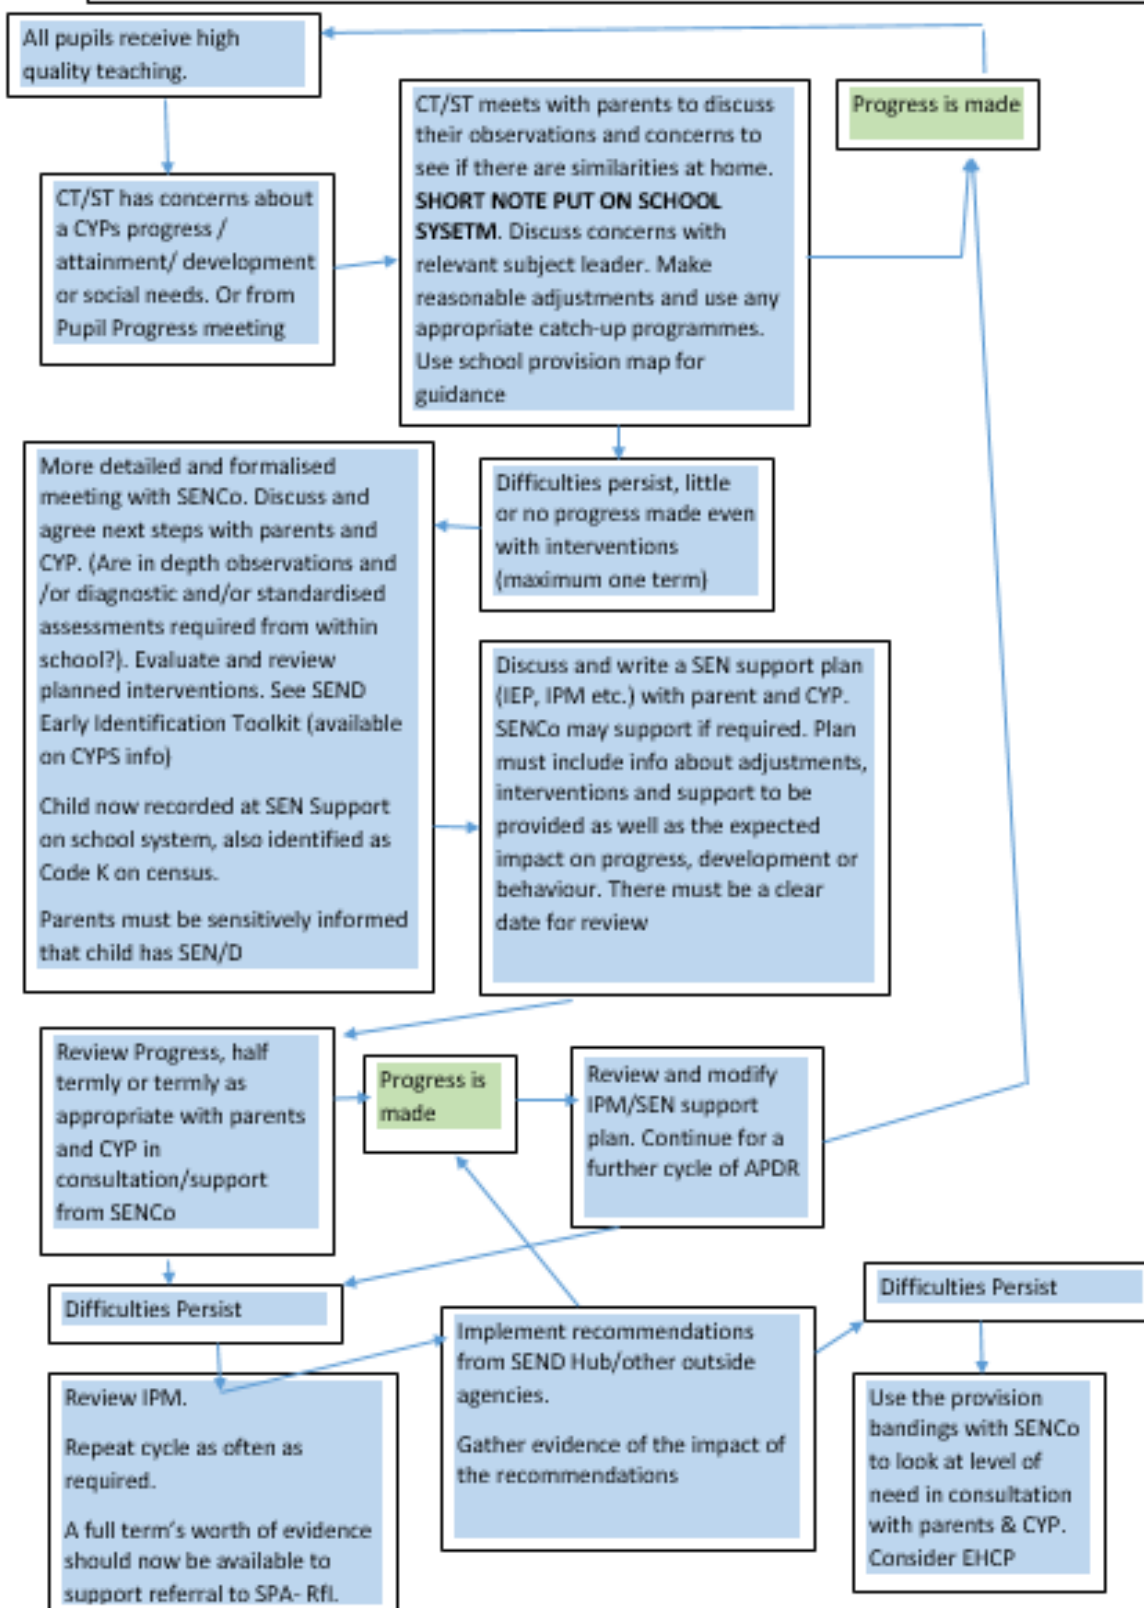 All pupils receive high
quality teaching.
Progress is made
CT/ST meets with parents to discuss
their observations and concerns to
see if there are similarities at home.
SHORT NOTE PUT ON SCHOOL
SYSETM. Discuss concerns with
relevant subject leader. Make
reasonable adjustments and use any
appropriate catch-up programmes.
Use school provision map for
guidance
CT/ST has concerns about
a CYPs progress /
attainment/ development
or social needs. Or from
Pupil Progress meeting
Difficulties persist, little
or no progress made even
with interventions
(maximum one term)
More detailed and formalised
meeting with SENCo. Discuss and
agree next steps with parents and
CYP. (Are in depth observations and
/or diagnostic and/or standardised
assessments required from within
school?). Evaluate and review
planned interventions. See SEND
Early Identification Toolkit (available
on CYPS info)
Child now recorded at SEN Support
on school system, also identified as
Code K on census.
Parents must be sensitively informed
that child has SEN/D
Discuss and write a SEN support plan
(IEP, IPM etc.) with parent and CYP.
SENCo may support if required. Plan
must include info about adjustments,
interventions and support to be
provided as well as the expected
impact on progress, development or
behaviour. There must be a clear
date for review
Review Progress, half
termly or termly as
appropriate with parents
and CYP in
consultation/support
from SENCo
Progress is
made
Review and modify
IPM/SEN support
plan. Continue for a
further cycle of APDR
Difficulties Persist
Review IPM.
Repeat cycle as often as
required.
A full term's worth of evidence
should now be available to
support referral to SPA- RfI.
Implement recommendations
from SEND Hub/other outside
agencies.
Gather evidence of the impact of
the recommendations
Difficulties Persist
Use the provision
bandings with SENCo
to look at level of
need in consultation
with parents & CYP.
Consider EHCP